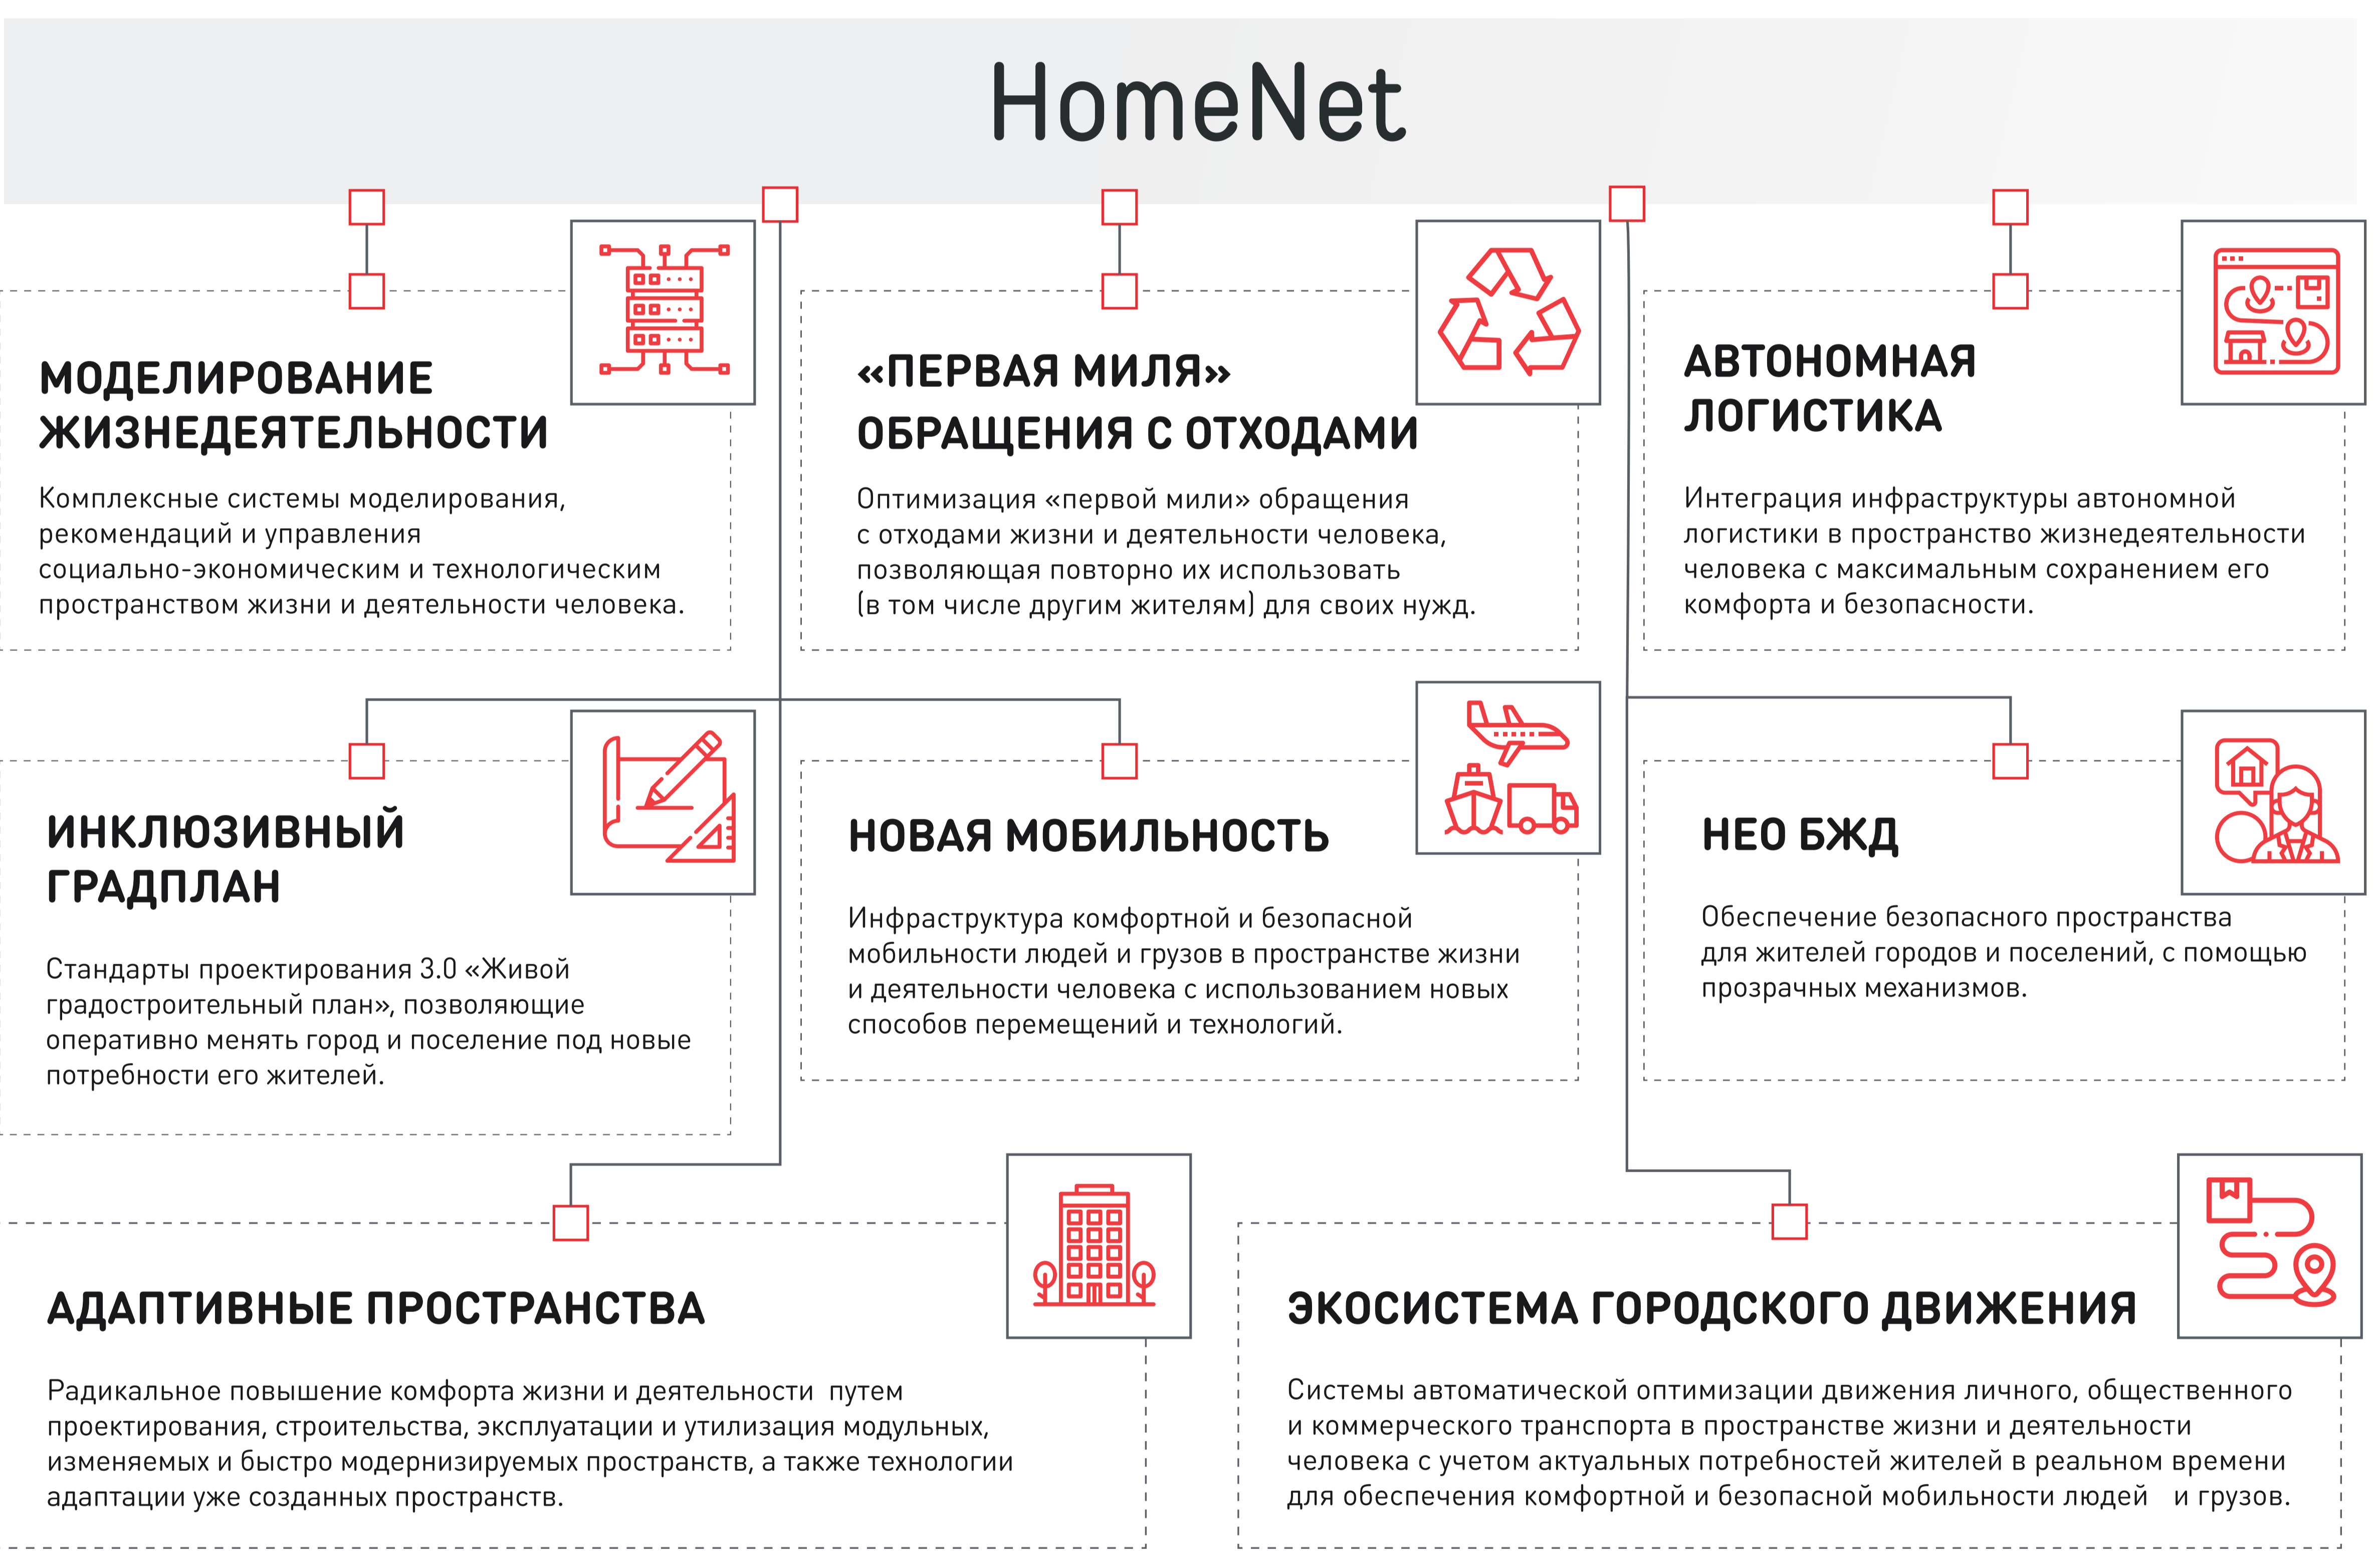 HomeNet
МОДЕЛИРОВАНИЕ
ЖИЗНЕДЕЯТЕЛЬНОСТИ
Комплексные системы моделирования,
рекомендаций и управления
социально-экономическим и технологическим
пространством жизни и деятельности человека.
«ПЕРВАЯ МИЛЯ»
ОБРАЩЕНИЯ С ОТХОДАМИ
Оптимизация «первой мили» обращения
с отходами жизни и деятельности человека,
позволяющая повторно их использовать
(в том числе другим жителям) для своих нужд.
АВТОНОМНАЯ
ЛОГИСТИКА
Интеграция инфраструктуры автономной
логистики в пространство жизнедеятельности
человека с максимальным сохранением его
комфорта и безопасности.
ИНКЛЮЗИВНЫЙ
ГРАДПЛАН
Стандарты проектирования 3.0 «Живой
градостроительный план», позволяющие
оперативно менять город и поселение под новые
потребности его жителей.
НОВАЯ МОБИЛЬНОСТЬ
Инфраструктура комфортной и безопасной
мобильности людей и грузов в пространстве жизни
и деятельности человека с использованием новых
способов перемещений и технологий.
НЕО БЖД
Обеспечение безопасного пространства
для жителей городов и поселений, с помощью
прозрачных механизмов.
АДАПТИВНЫЕ ПРОСТРАНСТВА
Радикальное повышение комфорта жизни и деятельности путем
проектирования, строительства, эксплуатации и утилизация модульных,
изменяемых и быстро модернизируемых пространств, а также технологии
адаптации уже созданных пространств.
ЭКОСИСТЕМА ГОРОДСКОГО ДВИЖЕНИЯ
Системы автоматической оптимизации движения личного, общественного
и коммерческого транспорта в пространстве жизни и деятельности
человека с учетом актуальных потребностей жителей в реальном времени
для обеспечения комфортной и безопасной мобильности людей и грузов.